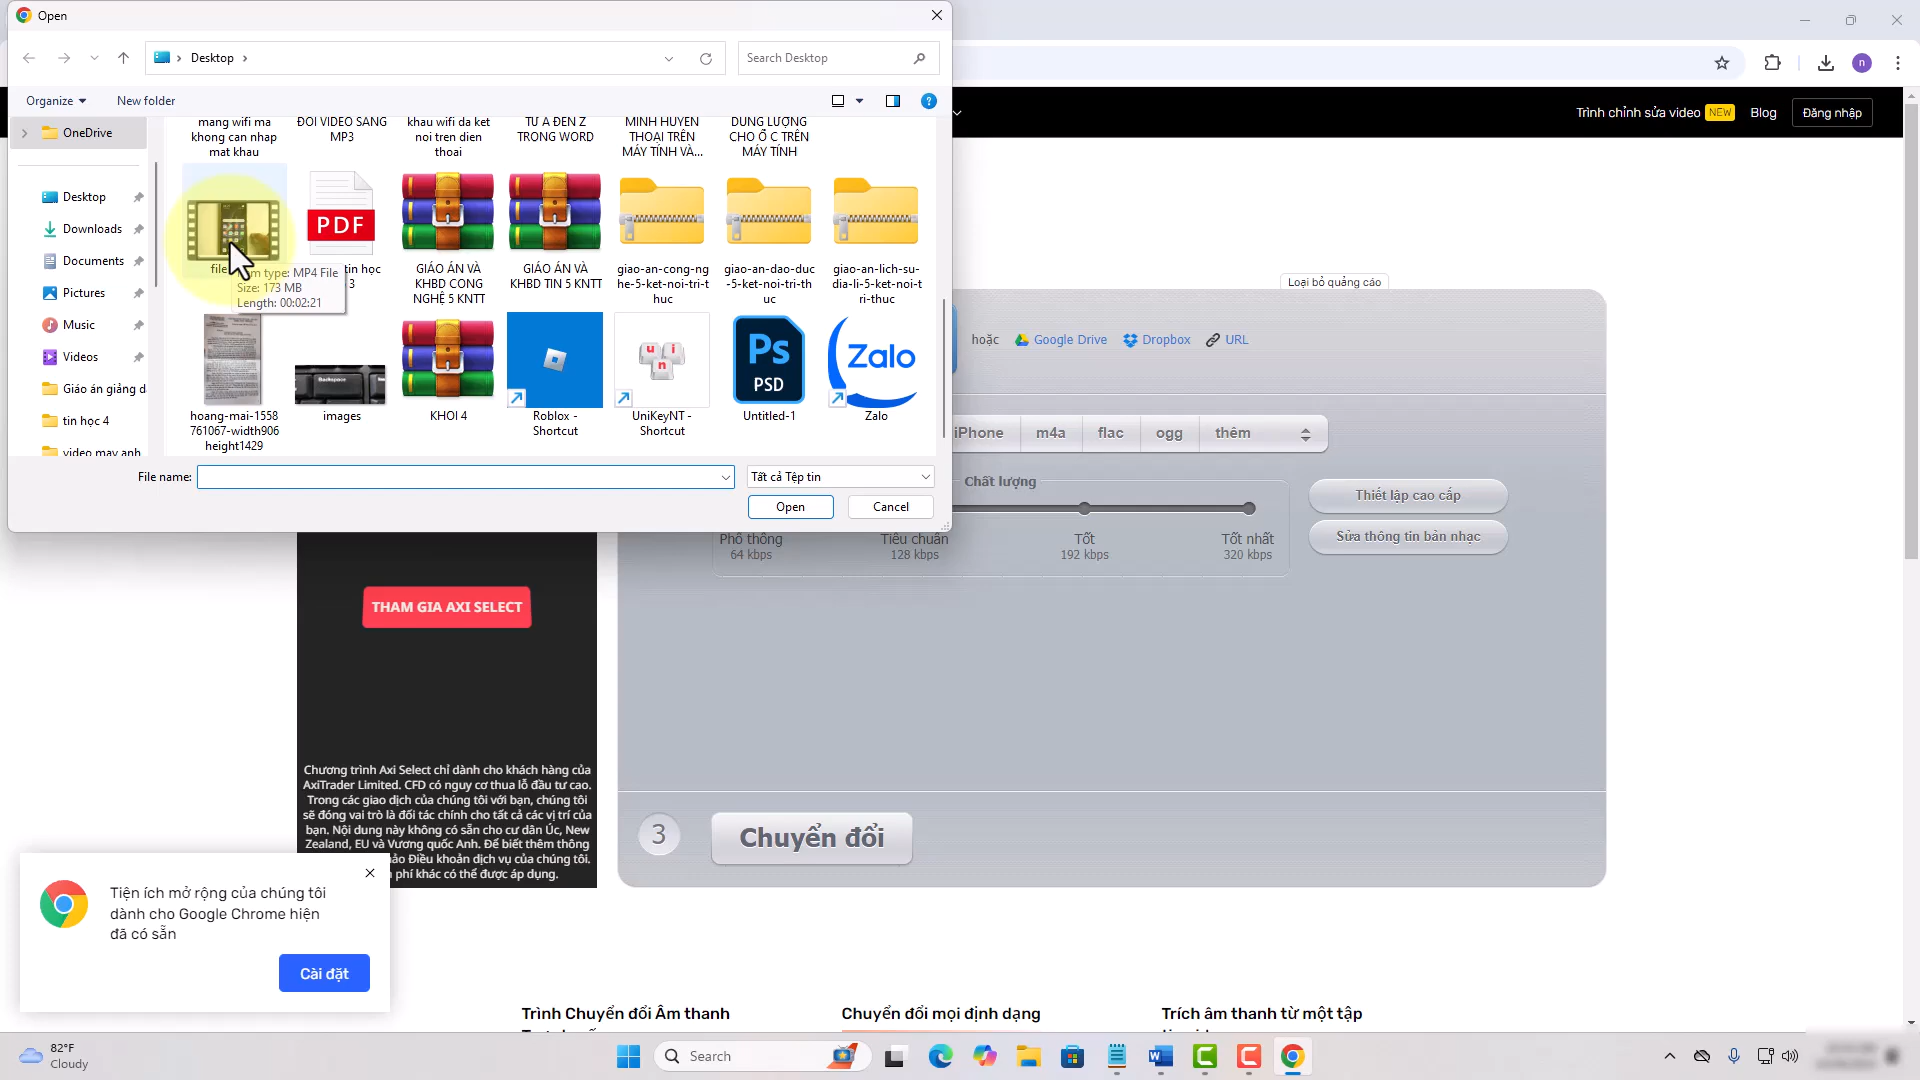 Open
Desktop
Search Desktop
Organize
New folder
OneDrive
Desktop
Downloads
Documents
Pictures
Music
Videos
Giáo án giảng d
tin học 4
video may anh
mang wifi ma
khong can nhap
mat khau
ĐỔI VIDEO SANG
MP3
khau wifi da ket
noi tren dien
thoai
TỪ A ĐẾN Z
TRONG WORD
MINH HUYEN
THOẠI TRÊN
MÁY TÍNH VÀ...
DUNG LƯỢNG
CHO Ổ C TRÊN
MÁY TÍNH
file
Item type: MP4 File
Size: 173 MB
Length: 00:02:21
PDF
tin học
3
GIÁO ÁN VÀ
KHBD CONG
NGHỆ 5 KNTT
GIÁO ÁN VÀ
KHBD TIN 5 KNTT
giao-an-cong-ng
he-5-ket-noi-tri-t
huc
giao-an-dao-duc
-5-ket-noi-tri-th
uc
giao-an-lich-su-
dia-li-5-ket-noi-t
ri-thuc
hoang-mai-1558
761067-width906
height1429
Backspace
images
KHOI 4
Roblox -
Shortcut
u i
n
UniKeyNT -
Shortcut
Ps
PSD
Untitled-1
Zalo
Zalo
File name:
Tất cả Tệp tin
Open
Cancel
n
Trình chỉnh sửa video NEW
Blog
Đăng nhập
Loại bỏ quảng cáo
hoặc
Google Drive
Dropbox
URL
iPhone
m4a
flac
ogg
thêm
Chất lượng
Thiết lập cao cấp
Sửa thông tin bản nhạc
Phổ thông
64 kbps
Tiêu chuẩn
128 kbps
Tốt
192 kbps
Tốt nhất
320 kbps
THAM GIA AXI SELECT
Chương trình Axi Select chỉ dành cho khách hàng của
AxiTrader Limited. CFD có nguy cơ thua lỗ đầu tư cao.
Trong các giao dịch của chúng tôi với bạn, chúng tôi
sẽ đóng vai trò là đối tác chính cho tất cả các vị trí của
bạn. Nội dung này không có sẵn cho cư dân Úc, New
Zealand, EU và Vương quốc Anh. Để biết thêm thông
ảo Điều khoản dịch vụ của chúng tôi.
phí khác có thể được áp dụng.
3
Chuyển đổi
Tiện ích mở rộng của chúng tôi
dành cho Google Chrome hiện
đã có sẵn
Cài đặt
Trình Chuyển đổi Âm thanh
Chuyển đổi mọi định dạng
Trích âm thanh từ một tập
82°F
Cloudy
Search